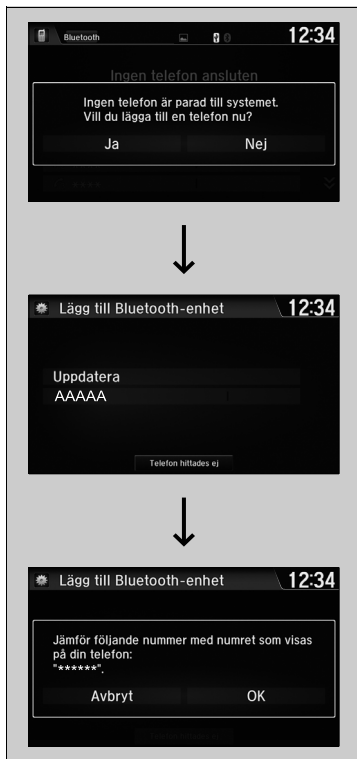 Bluetooth
12:34
Ingen telefon ansluten
Ingen telefon är parad till systemet.
Vill du lägga till en telefon nu?
Ja Nej
Lägg till Bluetooth-enhet 12:34
Uppdatera
AAAAA
Telefon hittades ej
Lägg till Bluetooth-enhet 12:34
Jämför följande nummer med numret som visas
på din telefon:
"******".
Avbryt OK